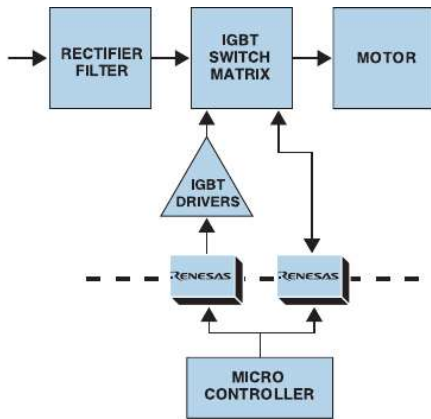 RECTIFIER
FILTER
IGBT
SWITCH
MATRIX
MOTOR
IGBT
DRIVERS
RENESAS
RENESAS
MICRO
CONTROLLER